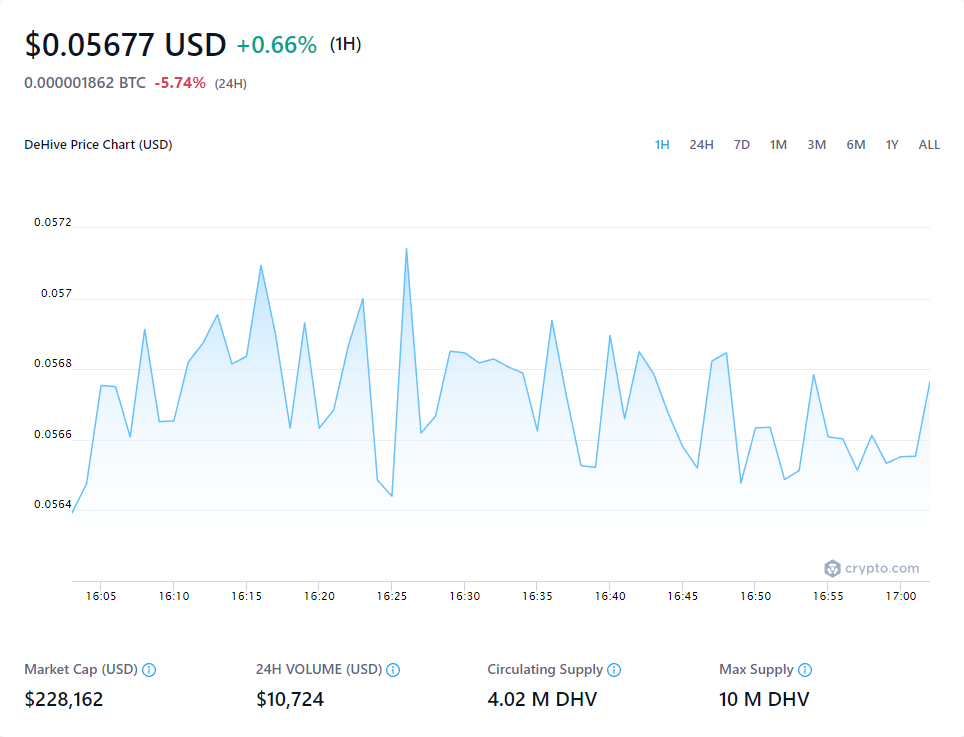 $0.05677 USD +0.66% (1H)
0.000001862 BTC -5.74% (24H)
DeHive Price Chart (USD)
1H 24H 7D 1M 3M 6M 1Y ALL
0.0572
0.057
0.0568
0.0566
0.0564
crypto.com
16:05 16:10 16:15 16:20 16:25 16:30 16:35 16:40 16:45 16:50 16:55 17:00
Market Cap (USD) 24H VOLUME (USD) Circulating Supply Max Supply
$228,162 $10,724 4.02 M DHV 10 M DHV